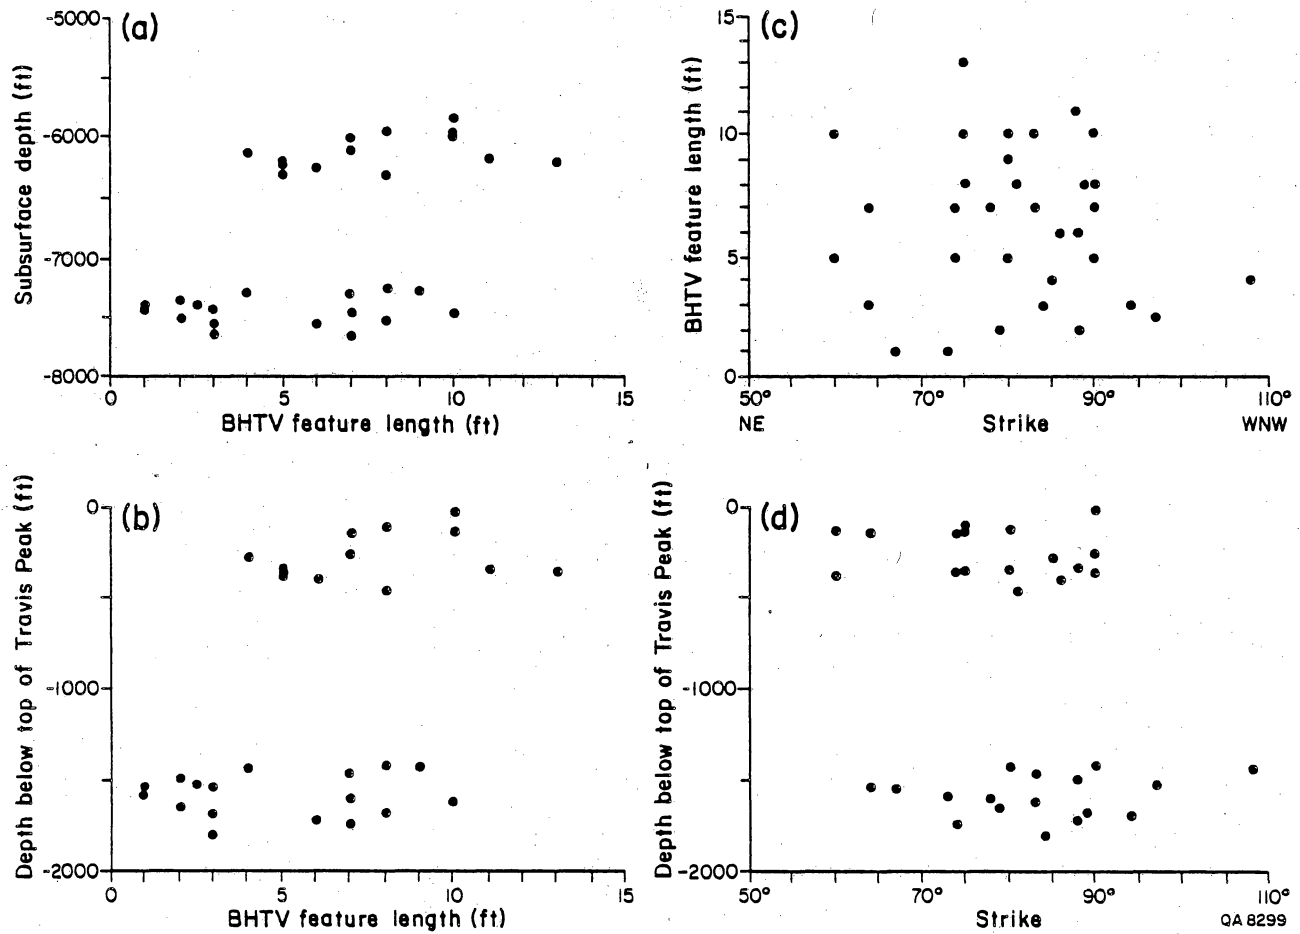 (a)
Subsurface depth (ft)
-5000
-6000
-7000
-8000
0 5 10 15
BHTV feature length (ft)
(c)
BHTV feature length (ft)
15
10
5
0
50° 70° 90° 110°
NE Strike WNW
(b)
Depth below top of Travis Peak (ft)
0
-1000
-2000
0 5 10 15
BHTV feature length (ft)
(d)
Depth below top of Travis Peak (ft)
0
-1000
-2000
50° 70° 90° 110°
Strike
QA 8299